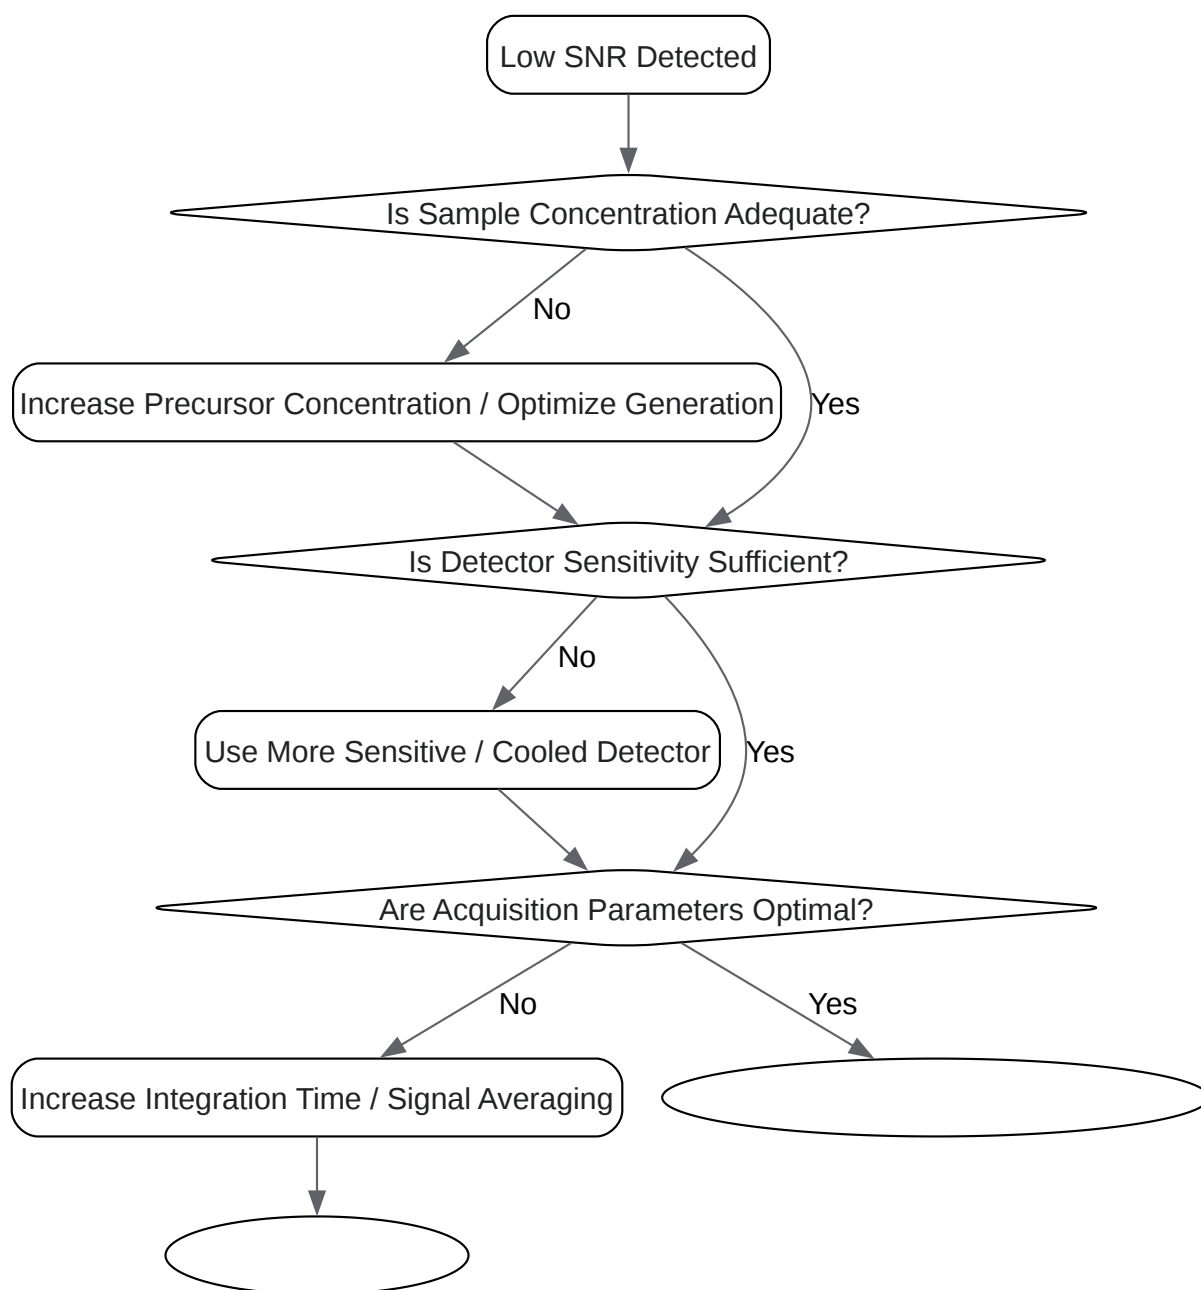 Low SNR Detected
Is Sample Concentration Adequate?
No
Increase Precursor Concentration / Optimize Generation
Yes
Is Detector Sensitivity Sufficient?
No
Use More Sensitive / Cooled Detector
Yes
Are Acquisition Parameters Optimal?
No
Yes
Increase Integration Time / Signal Averaging